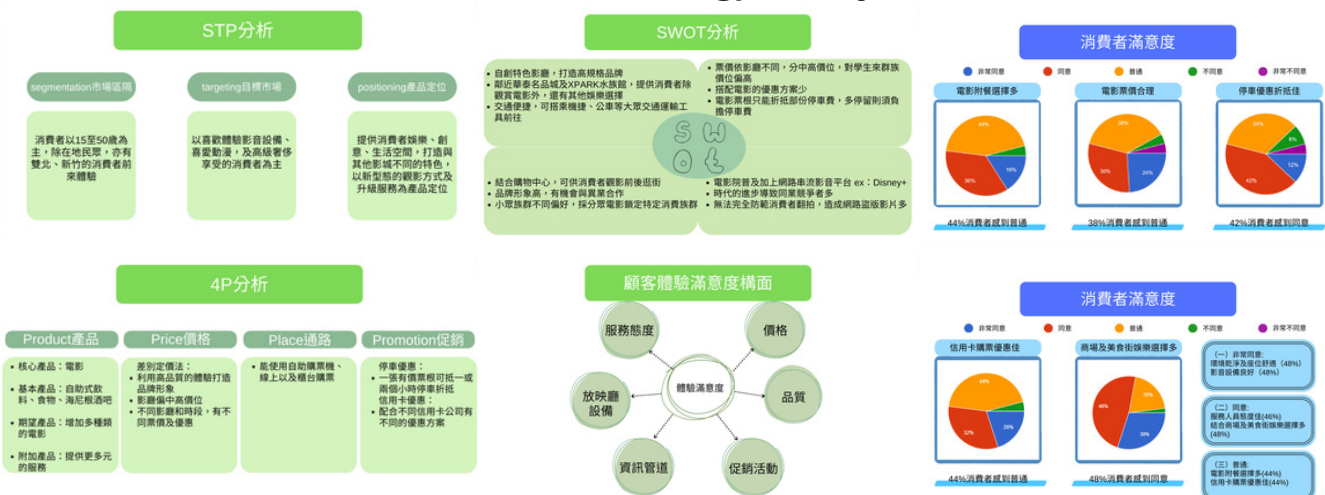 STP分析
segmentation市場區隔
消費者以15至50歲為
主，除在地民眾，亦有
雙北、新竹的消費者前
來體驗
targeting目標市場
以喜歡體驗影音設備、
喜愛動漫，及高級奢侈
享受的消費者為主
positioning產品定位
提供消費者娛樂、創
意、生活空間，打造與
其他影城不同的特色，
以新型態的觀影方式及
升級服務為產品定位
SWOT分析
• 自創特色影廳，打造高規格品牌
• 鄰近華泰名品城及XPARK水族館，提供消費者除
觀賞電影外，還有其他娛樂選擇
• 交通便捷，可搭乘機捷、公車等大眾交通運輸工
具前往
• 票價依影廳不同，分中高價位，對學生來群族
價位偏高
• 搭配電影的優惠方案少
• 電影票根只能折抵部份停車費，多停留則須負
擔停車費
S W
O t
• 結合購物中心，可供消費者觀影前後逛街
• 品牌形象高，有機會與異業合作
• 小眾族群不同偏好，採分眾電影鎖定特定消費族群
• 電影院普及加上網路串流影音平台 ex：Disney+
• 時代的進步導致同業競爭者多
• 無法完全防範消費者翻拍，造成網路盜版影片多
消費者滿意度
非常同意 同意 普通 不同意 非常不同意
電影附餐選擇多
44%
36%
16%
44%消費者感到普通
電影票價合理
38%
30%
24%
38%消費者感到普通
停車優惠折抵佳
34%
8%
12%
42%
42%消費者感到同意
4P分析
Product產品
• 核心產品：電影
• 基本產品：自助式飲
料、食物、海尼根酒吧
• 期望產品：增加多種類
的電影
• 附加產品：提供更多元
的服務
Price價格
差別定價法：
• 利用高品質的體驗打造
品牌形象
• 影廳偏中高價位
• 不同影廳和時段，有不
同票價及優惠
Place通路
• 能使用自助購票機、
線上以及櫃台購票
Promotion促銷
停車優惠：
• 一張有價票根可抵一或
兩個小時停車折抵
信用卡優惠：
• 配合不同信用卡公司有
不同的優惠方案
顧客體驗滿意度構面
服務態度
價格
放映廳
設備
體驗滿意度
品質
資訊管道
促銷活動
消費者滿意度
非常同意 同意 普通 不同意 非常不同意
信用卡購票優惠佳
44%
32%
20%
44%消費者感到普通
商場及美食街娛樂選擇多
48%
20%
30%
48%消費者感到同意
（一）非常同意:
環境乾淨及座位舒適（48%）
影音設備良好（48%）
（二）同意:
服務人員態度佳(46%)
結合商場及美食街娛樂選擇多
(48%)
（三）普通:
電影附餐選擇多(44%)
信用卡購票優惠佳(44%)